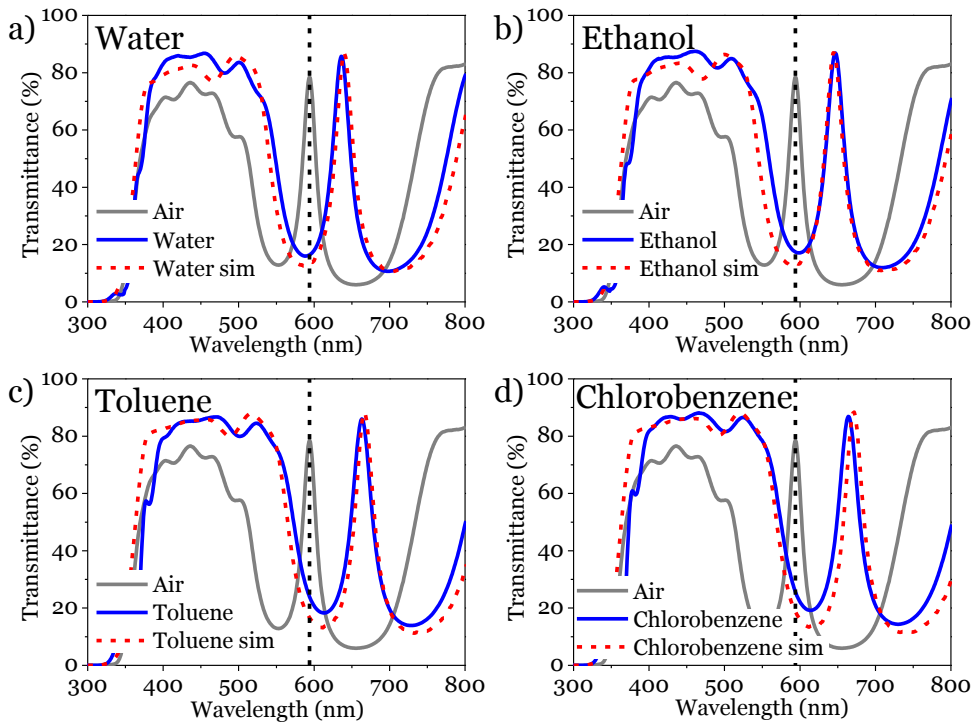 a)
Water
Transmittance (%)
100
80
60
40
20
0
Air
Water
Water sim
300 400 500 600 700 800
Wavelength (nm)
b)
Ethanol
Transmittance (%)
100
80
60
40
20
0
Air
Ethanol
Ethanol sim
300 400 500 600 700 800
Wavelength (nm)
c)
Toluene
Transmittance (%)
100
80
60
40
20
0
Air
Toluene
Toluene sim
300 400 500 600 700 800
Wavelength (nm)
d)
Chlorobenzene
Transmittance (%)
100
80
60
40
20
0
Air
Chlorobenzene
Chlorobenzene sim
300 400 500 600 700 800
Wavelength (nm)